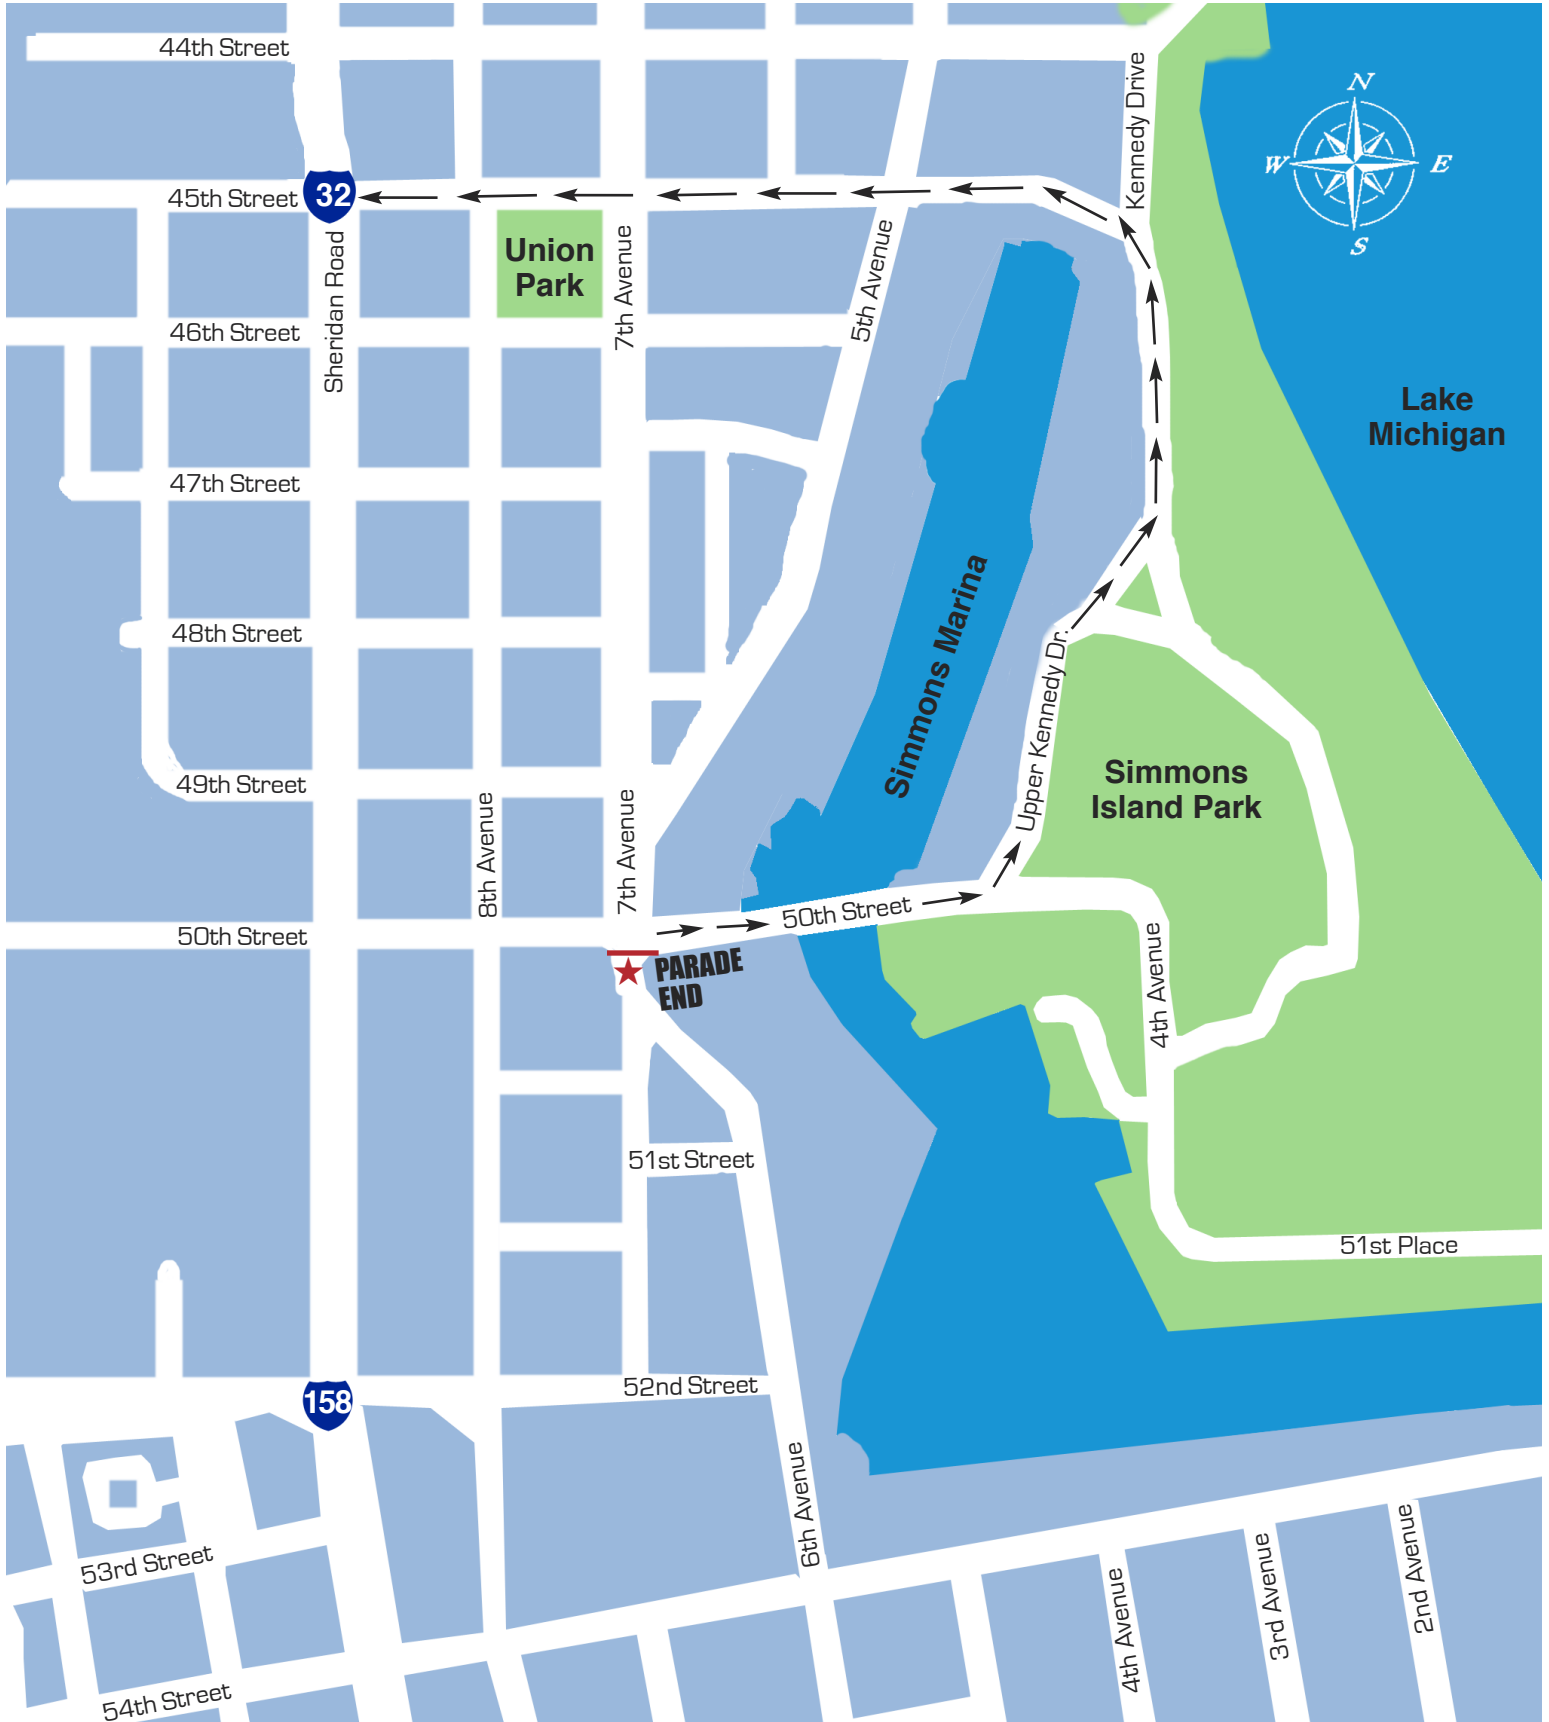 44th Street
Kennedy Drive
N
W
E
S
45th Street
32
Sheridan Road
Union
Park
7th Avenue
5th Avenue
46th Street
Lake
Michigan
47th Street
48th Street
Simmons Marina
Upper Kennedy Dr.
Simmons
Island Park
49th Street
8th Avenue
7th Avenue
50th Street
50th Street
PARADE
END
4th Avenue
51st Street
51st Place
52nd Street
158
6th Avenue
53rd Street
4th Avenue
3rd Avenue
2nd Avenue
54th Street